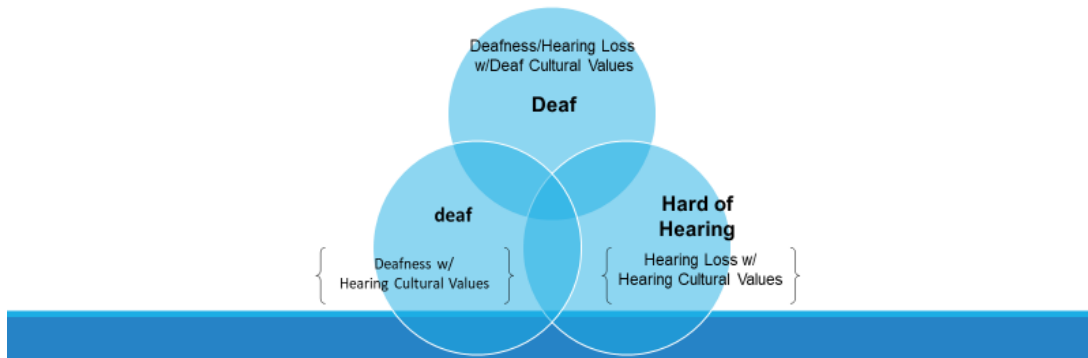 Deafness/Hearing Loss
w/Deaf Cultural Values
Deaf
deaf
Deafness w/
Hearing Cultural Values
Hard of
Hearing
Hearing Loss w/
Hearing Cultural Values